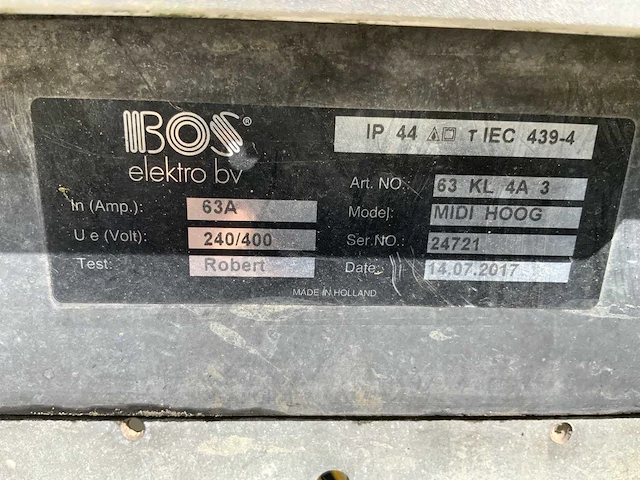 BOS®
elektro bv
IP 44 T IEC 439-4
In (Amp.): 63A
U e (Volt): 240/400
Test: Robert
Art. NO.: 63 KL 4A 3
Model: MIDI HOOG
Ser.NO.: 24721
Date: 14.07.2017
MADE IN HOLLAND